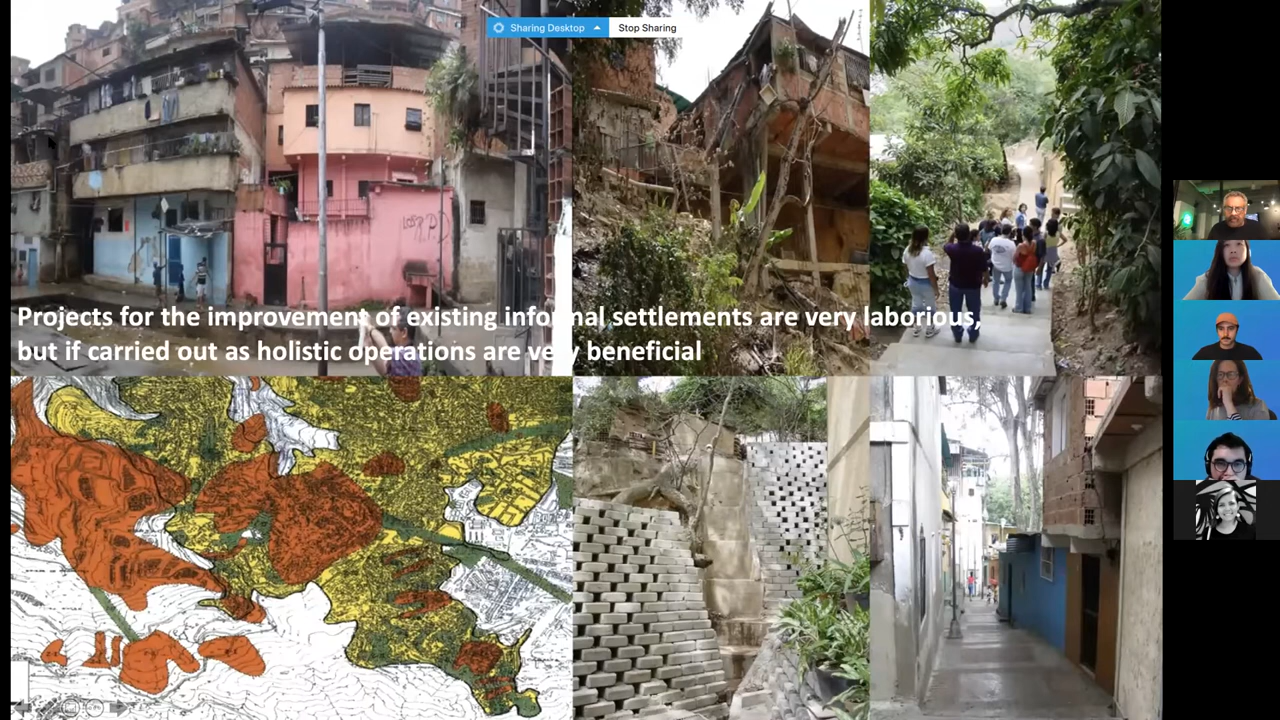 Sharing Desktop
Stop Sharing
Projects for the improvement of existing informal settlements are very laborious,
but if carried out as holistic operations are very beneficial